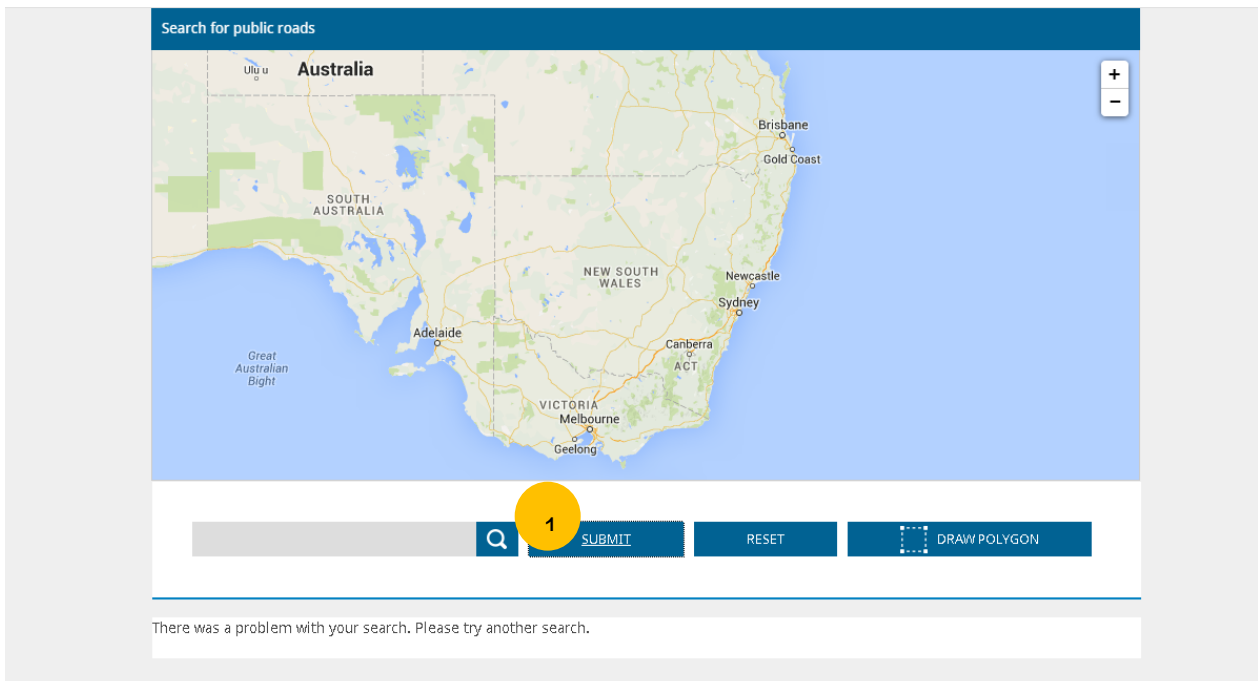 Search for public roads
Uluṟu
Australia
+
−
Brisbane
Gold Coast
SOUTH
AUSTRALIA
NEW SOUTH
WALES
Newcastle
Sydney
Adelaide
Canberra
ACT
Great
Australian
Bight
VICTORIA
Melbourne
Geelong
1
SUBMIT
RESET
DRAW POLYGON
There was a problem with your search. Please try another search.